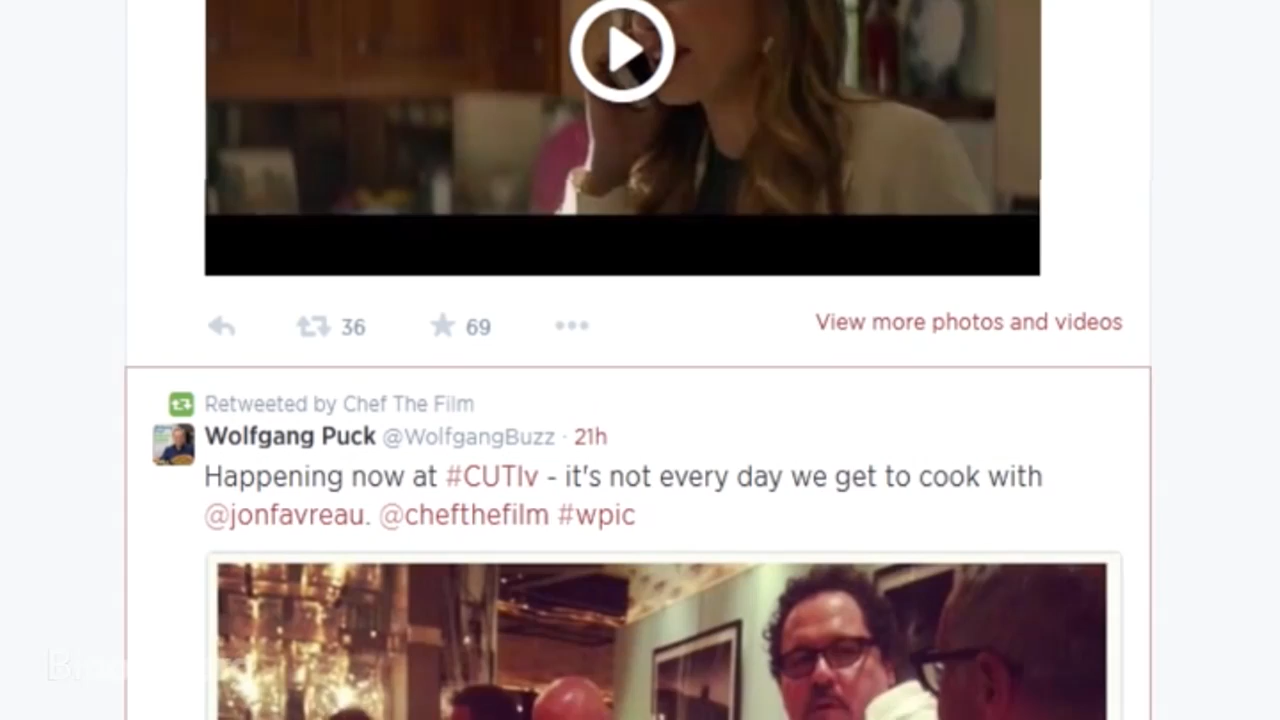 36
69
View more photos and videos
Retweeted by Chef The Film
Wolfgang Puck @WolfgangBuzz · 21h
Happening now at #CUTlv - it's not every day we get to cook with
@jonfavreau. @chefthefilm #wpic